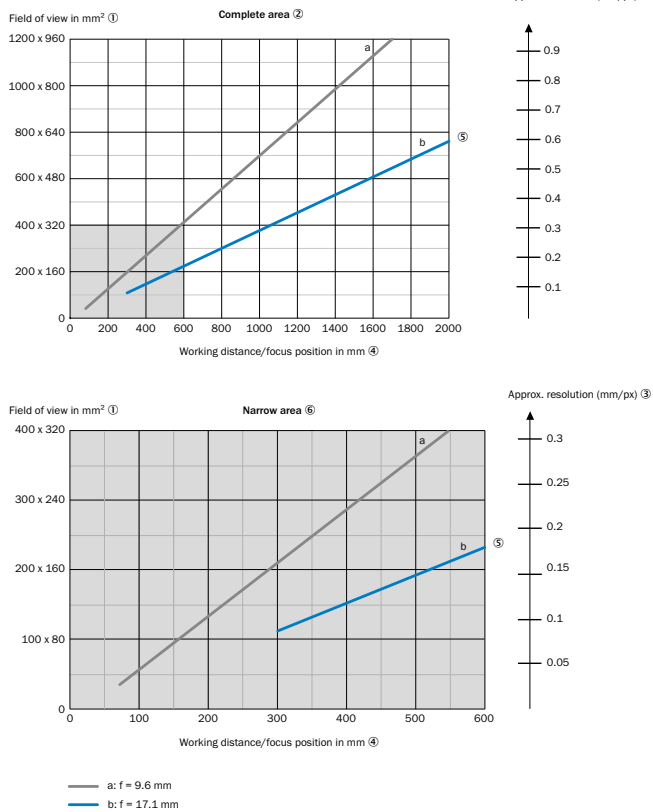 Field of view in mm² ①
Complete area ②
1200 x 960
1000 x 800
800 x 640
600 x 480
400 x 320
200 x 160
0
a
b
⑤
0 200 400 600 800 1000 1200 1400 1600 1800 2000
Working distance/focus position in mm ④
0.9
0.8
0.7
0.6
0.5
0.4
0.3
0.2
0.1
Approx. resolution (mm/px) ③
Field of view in mm² ①
Narrow area ⑥
400 x 320
300 x 240
200 x 160
100 x 80
0
a
b
⑤
0 100 200 300 400 500 600
Working distance/focus position in mm ④
0.3
0.25
0.2
0.15
0.1
0.05
a: f = 9.6 mm
b: f = 17.1 mm